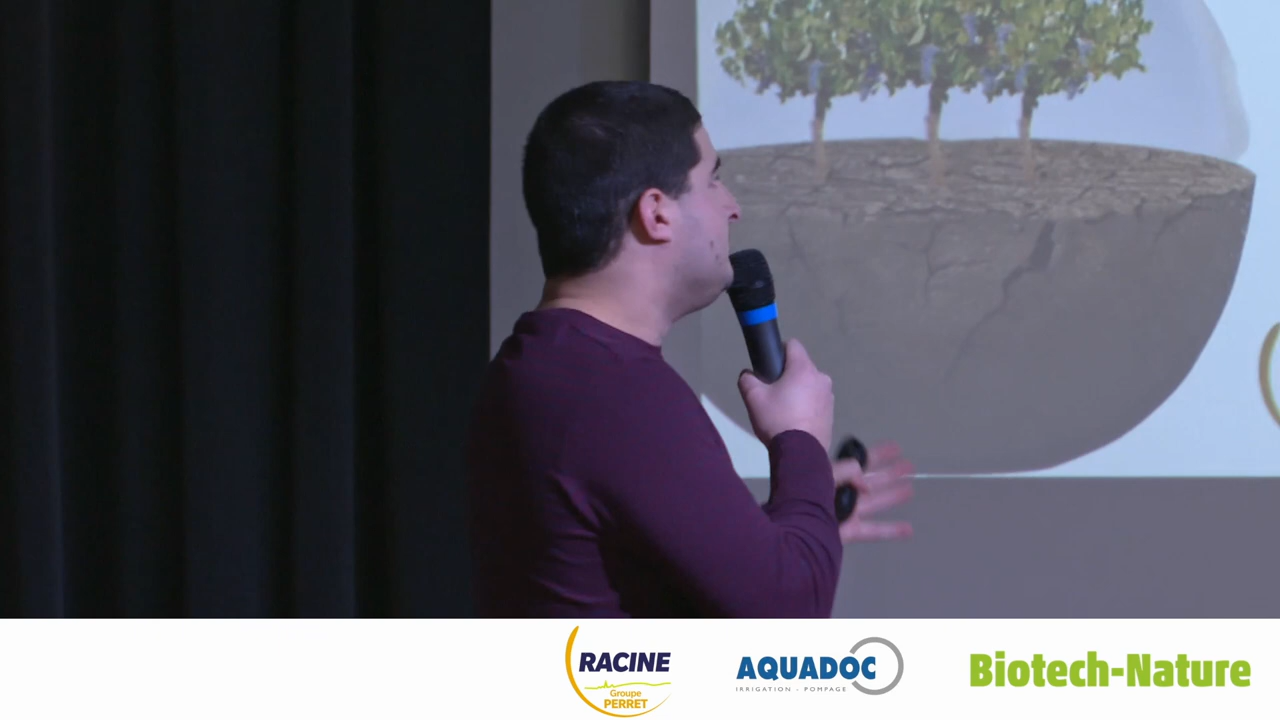 RACINE
Groupe
PERRET
AQUADOC
IRRIGATION - POMPAGE
Biotech-Nature